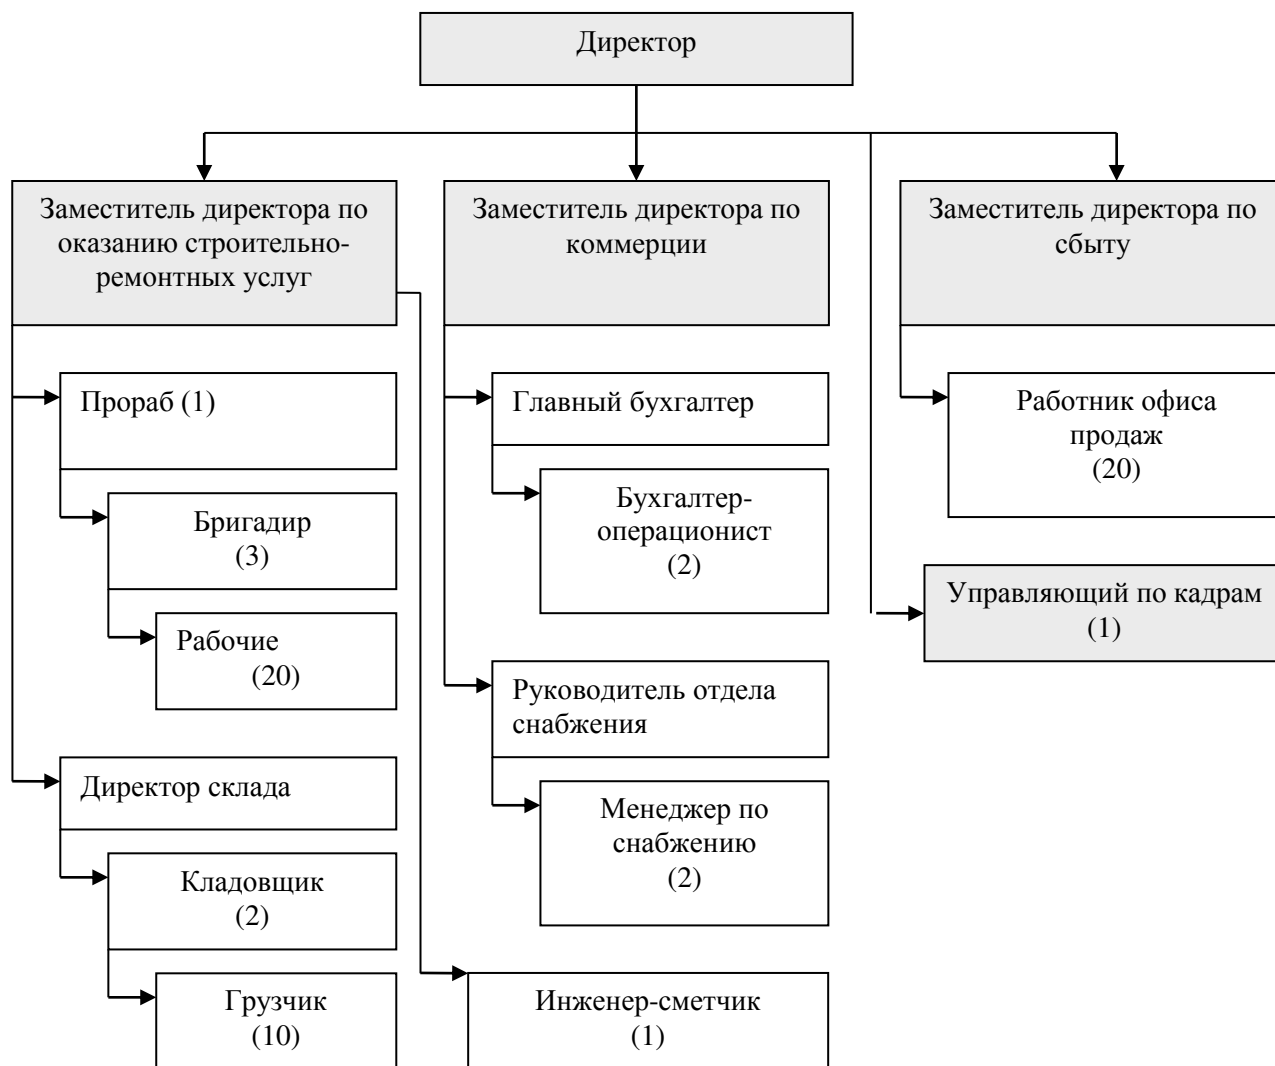 Директор
Заместитель директора по
оказанию строительно-
ремонтных услуг
Заместитель директора по
коммерции
Заместитель директора по
сбыту
Прораб (1)
Бригадир
(3)
Рабочие
(20)
Директор склада
Кладовщик
(2)
Грузчик
(10)
Главный бухгалтер
Бухгалтер-
операционист
(2)
Руководитель отдела
снабжения
Менеджер по
снабжению
(2)
Инженер-сметчик
(1)
Работник офиса
продаж
(20)
Управляющий по кадрам
(1)